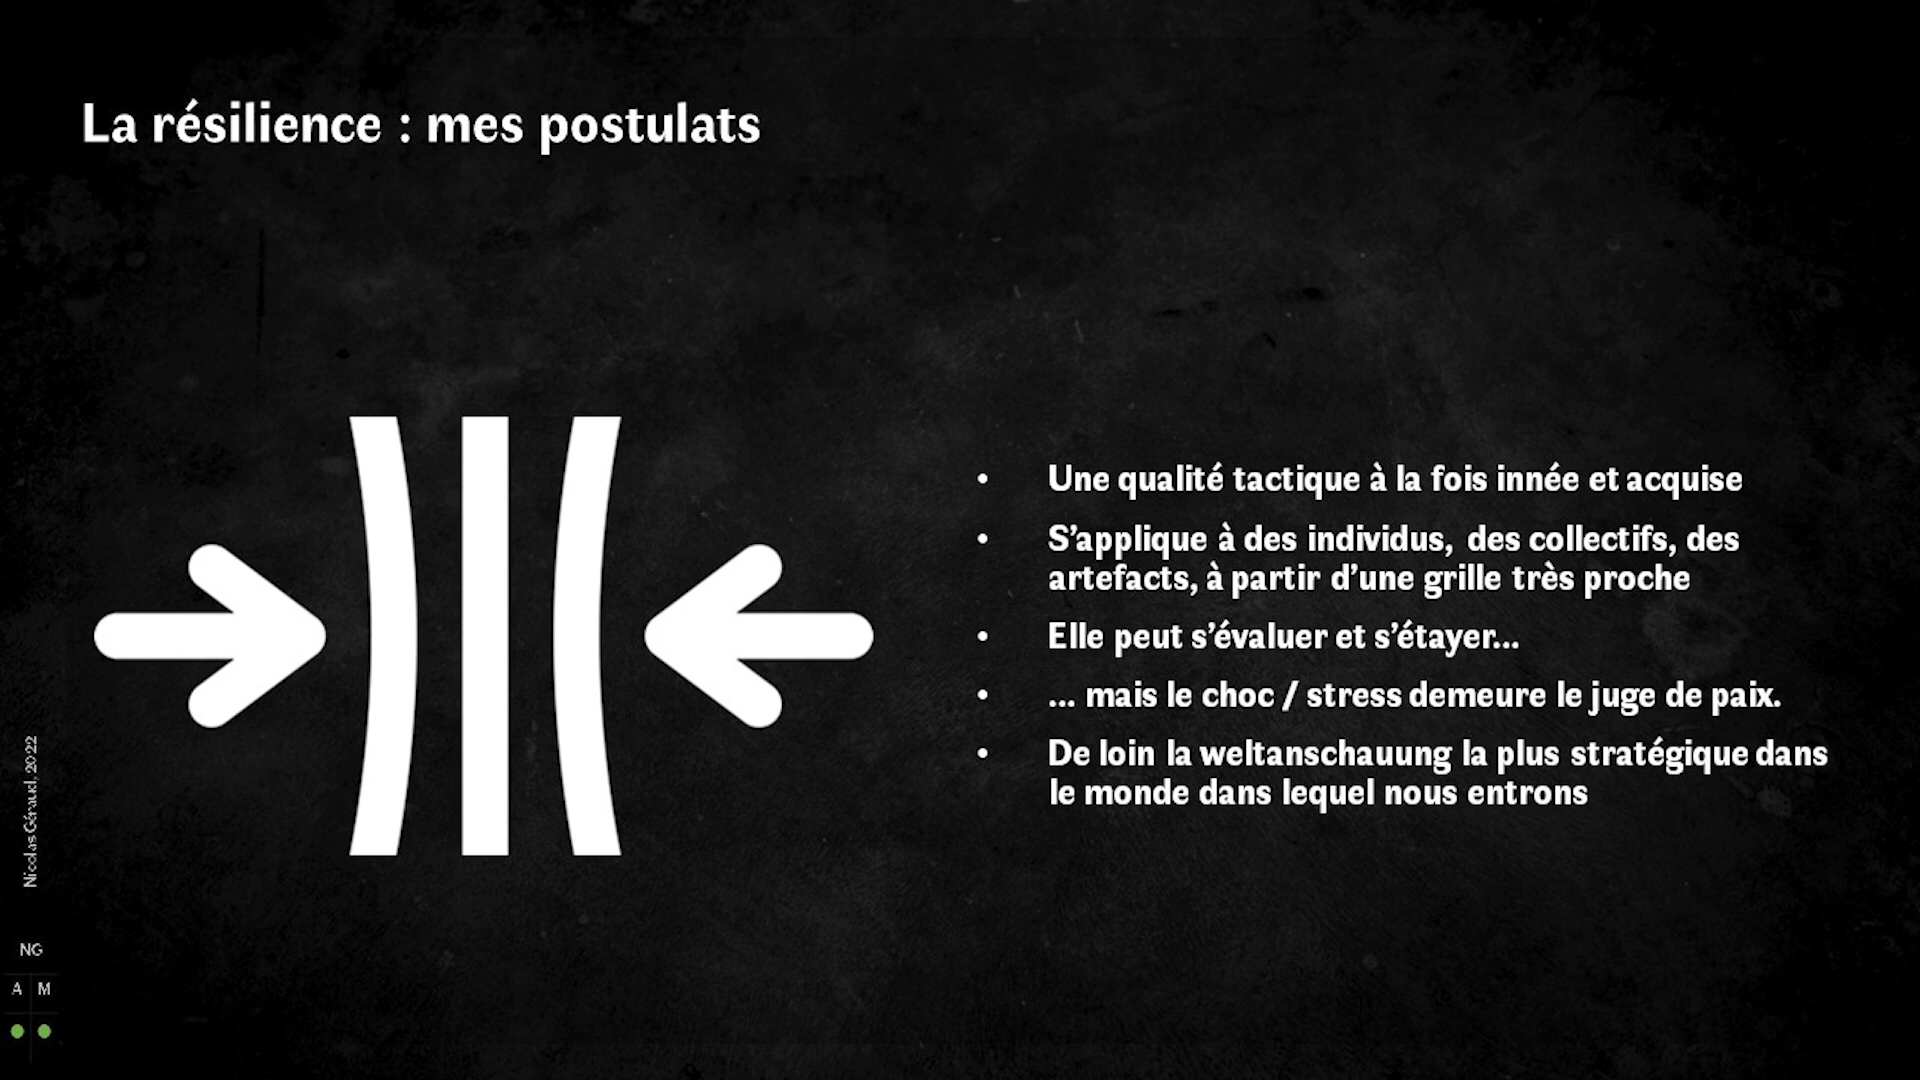 La résilience : mes postulats
• Une qualité tactique à la fois innée et acquise
• S’applique à des individus, des collectifs, des
artefacts, à partir d’une grille très proche
• Elle peut s’évaluer et s’étayer...
• ... mais le choc / stress demeure le juge de paix.
• De loin la weltanschauung la plus stratégique dans
le monde dans lequel nous entrons
Nicolas Géraud, 2022
NG
A M